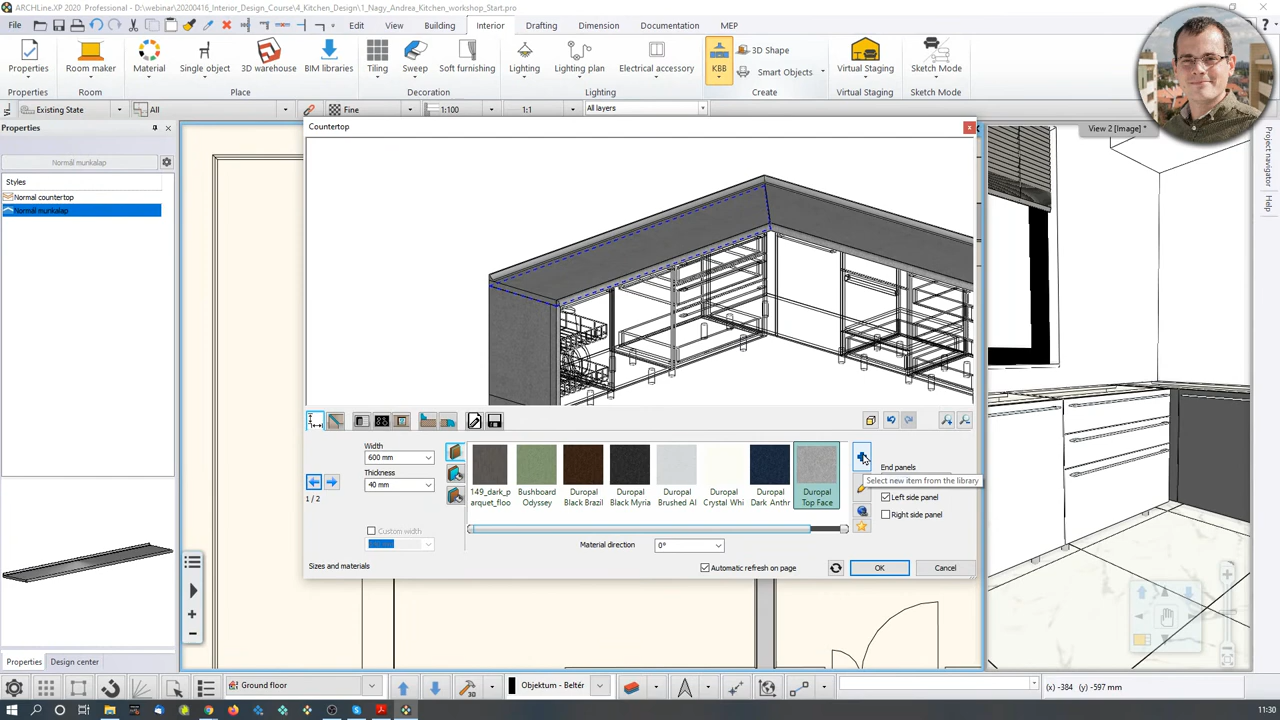 ARCHLine.XP 2020 Professional - C:\webinar\20200416_Interior_Design_Course\4_Kitchen_Design\1_Nagy_Andrea_Kitchen_workshop_Start.pro
File
Edit View Building Interior Drafting Dimension Documentation MEP
Properties Room maker Material Single object 3D warehouse BIM libraries Tiling Sweep Soft furnishing Lighting Lighting plan Electrical accessory KBB 3D Shape Smart Objects Virtual Staging Sketch Mode
Properties Room Place Decoration Lighting Create Virtual Staging Sketch Mode
Existing State All Fine 1:100 1:1 All layers
Properties
Normál munkalap
Styles
Normal countertop
Normál munkalap
Countertop
View 2 [Image] *
Project navigator
Help
Width
600 mm
Thickness
40 mm
1 / 2
Custom width
Sizes and materials
149_dark_p
arquet_floo
Bushboard
Odyssey
Duropal
Black Brazil
Duropal
Black Myria
Duropal
Brushed Al
Duropal
Crystal Whi
Duropal
Dark Anthr
Duropal
Top Face
Material direction 0°
End panels
Select new item from the library
Left side panel
Right side panel
Automatic refresh on page
OK
Cancel
Properties Design center
Ground floor
Objektum - Beltér
(x) -384 (y) -597 mm
11:30